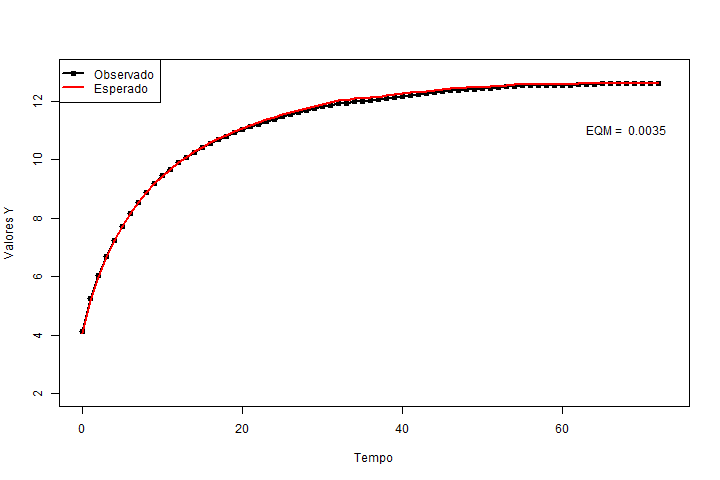 Observado
Esperado
EQM = 0.0035
Valores Y
12
10
8
6
4
2
0 20 40 60
Tempo